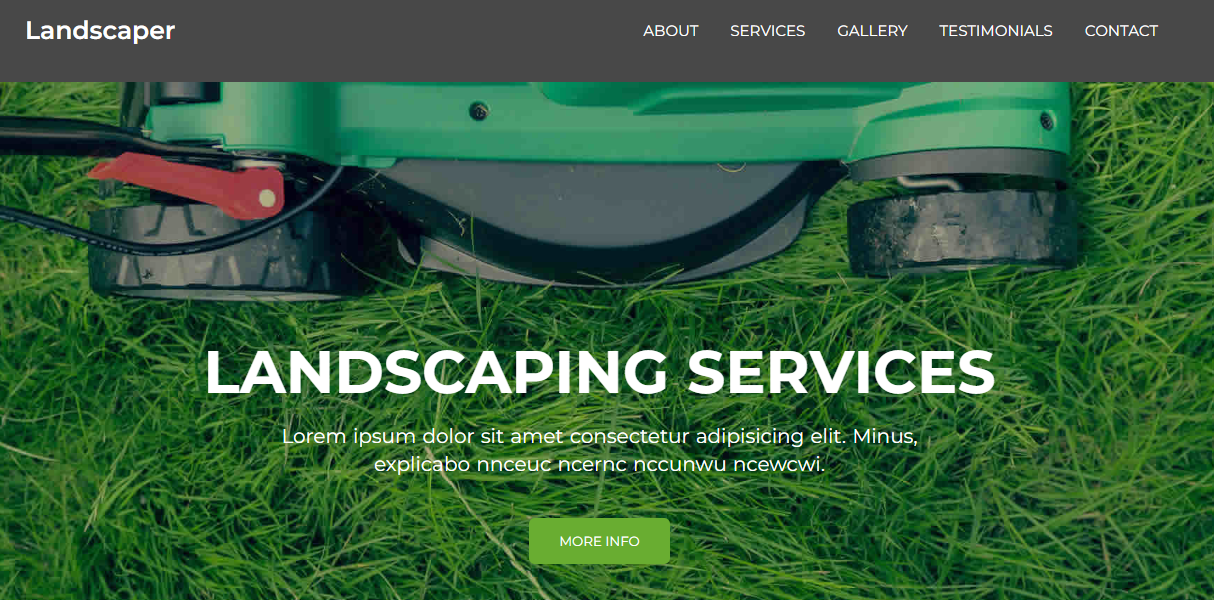 Landscaper
ABOUT SERVICES GALLERY TESTIMONIALS CONTACT
LANDSCAPING SERVICES
Lorem ipsum dolor sit amet consectetur adipisicing elit. Minus,
explicabo nnceuc ncernc nccunwu ncewcwi.
MORE INFO